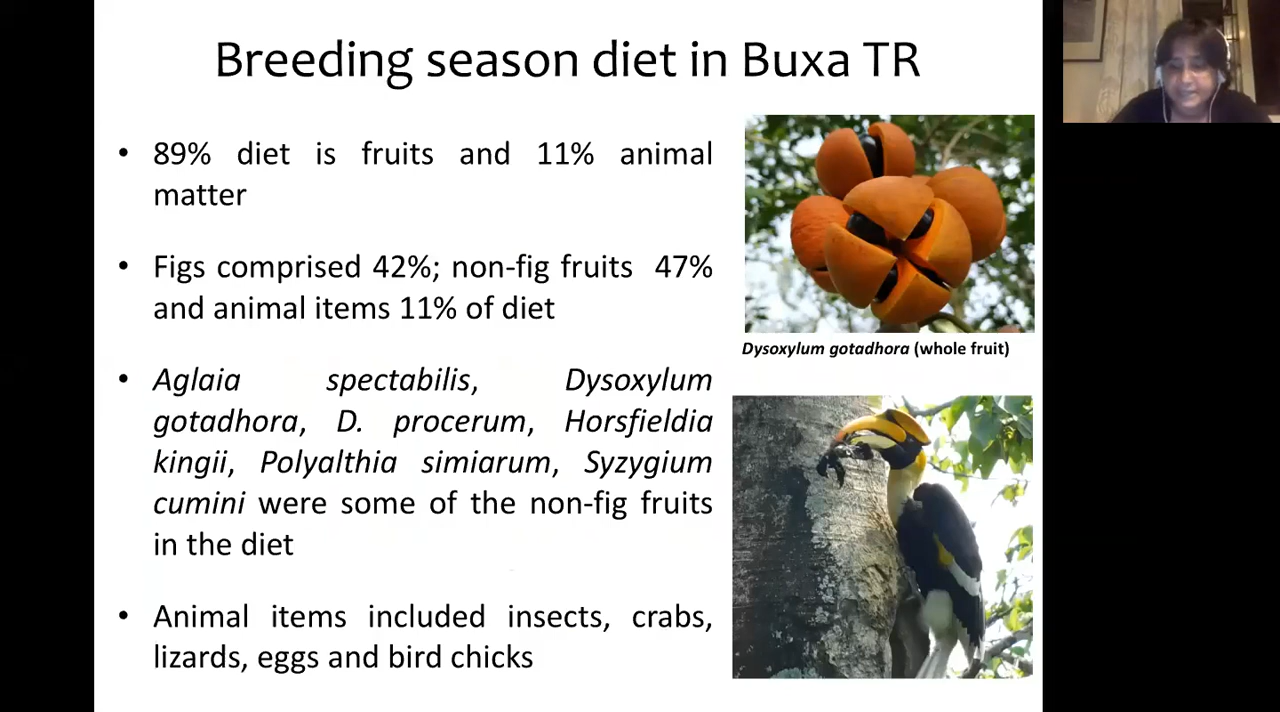 Breeding season diet in Buxa TR
• 89% diet is fruits and 11% animal
matter
• Figs comprised 42%; non-fig fruits 47%
and animal items 11% of diet
• Aglaia spectabilis, Dysoxylum
gotadhora, D. procerum, Horsfieldia
kingii, Polyalthia simiarum, Syzygium
cumini were some of the non-fig fruits
in the diet
• Animal items included insects, crabs,
lizards, eggs and bird chicks
Dysoxylum gotadhora (whole fruit)